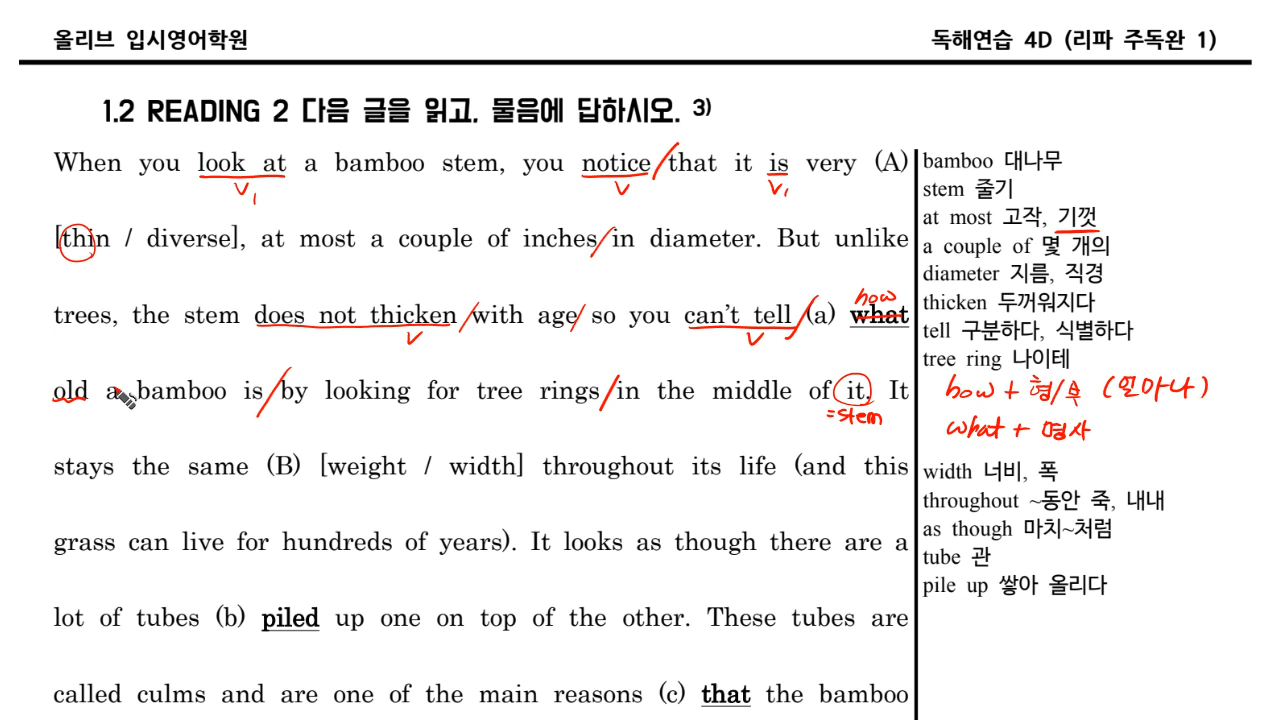 올리브 입시영어학원
독해연습 4D (리파 주독완 1)
1.2 READING 2 다음 글을 읽고, 물음에 답하시오. 3)
When you look at a bamboo stem, you notice that it is very (A)
V1 V V1
[thin / diverse], at most a couple of inches in diameter. But unlike
how
trees, the stem does not thicken with age so you can't tell (a) what
V V
old a bamboo is by looking for tree rings in the middle of it. It
=stem
stays the same (B) [weight / width] throughout its life (and this
grass can live for hundreds of years). It looks as though there are a
lot of tubes (b) piled up one on top of the other. These tubes are
called culms and are one of the main reasons (c) that the bamboo
bamboo 대나무
stem 줄기
at most 고작, 기껏
a couple of 몇 개의
diameter 지름, 직경
thicken 두꺼워지다
tell 구분하다, 식별하다
tree ring 나이테
how + 형/부 (얼마나)
what + 명사
width 너비, 폭
throughout ~동안 죽, 내내
as though 마치~처럼
tube 관
pile up 쌓아 올리다